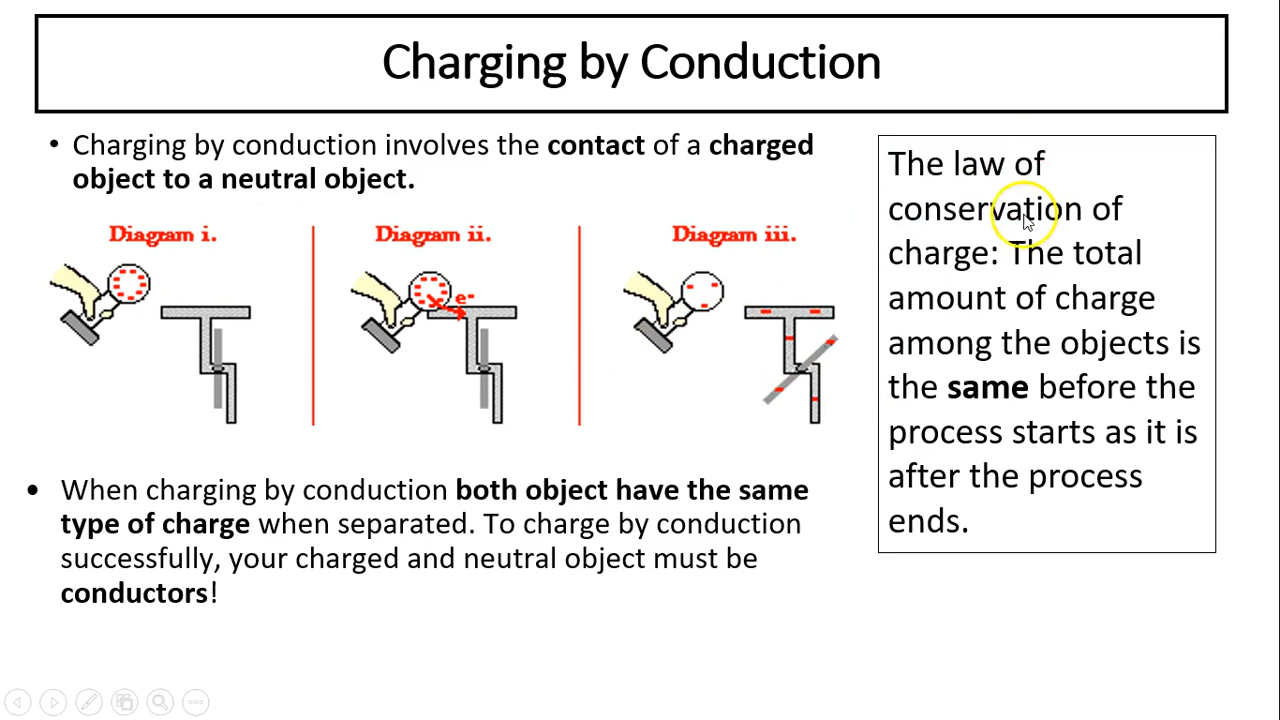 Charging by Conduction
• Charging by conduction involves the contact of a charged
object to a neutral object.
Diagram i.
Diagram ii.
Diagram iii.
e-
• When charging by conduction both object have the same
type of charge when separated. To charge by conduction
successfully, your charged and neutral object must be
conductors!
The law of
conservation of
charge: The total
amount of charge
among the objects is
the same before the
process starts as it is
after the process
ends.